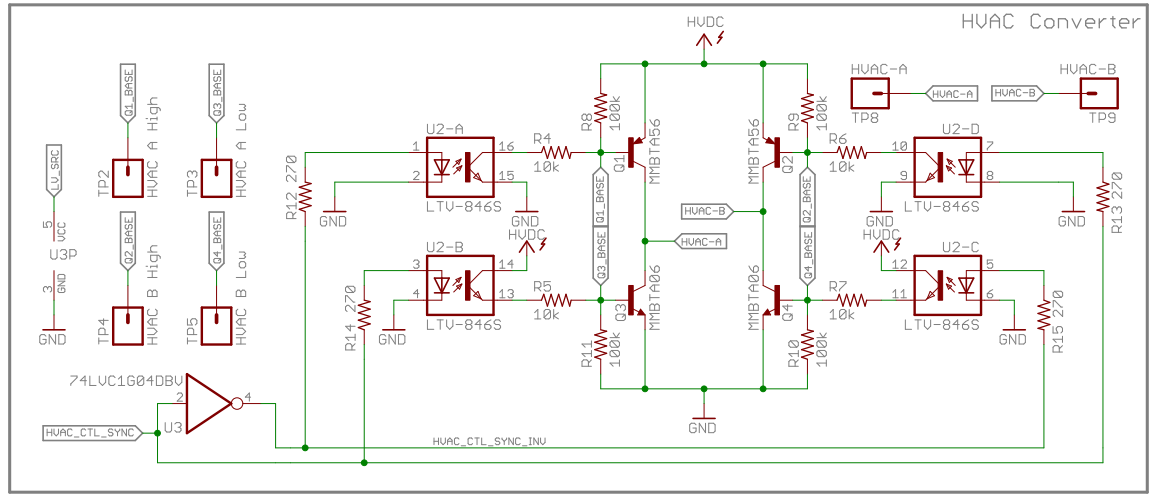 HVAC Converter
HVDC
HVAC-A
HVAC-A
TP8
HVAC-B
HVAC-B
TP9
Q1_BASE
TP2
HVAC A High
Q3_BASE
TP3
HVAC A Low
LV_SRC
5
VCC
U3P
3
GND
GND
Q2_BASE
TP4
HVAC B High
Q4_BASE
TP5
HVAC B Low
R12 270
U2-A
1
2
16
15
LTV-846S
GND
GND
R4
10k
R8
100k
Q1
MMBTA56
Q1_BASE
R9
100k
Q2
MMBTA56
Q2_BASE
R6
10k
U2-D
10
9
7
8
LTV-846S
GND
GND
R13 270
HVAC-B
HVAC-A
R14 270
U2-B
3
4
14
13
LTV-846S
GND
HVDC
R5
10k
Q3_BASE
Q3
MMBTA06
R11
100k
Q4_BASE
Q4
MMBTA06
R10
100k
R7
10k
HVDC
U2-C
12
11
5
6
LTV-846S
GND
R15 270
GND
74LVC1G04DBV
2
4
U3
HVAC_CTL_SYNC
HVAC_CTL_SYNC_INV